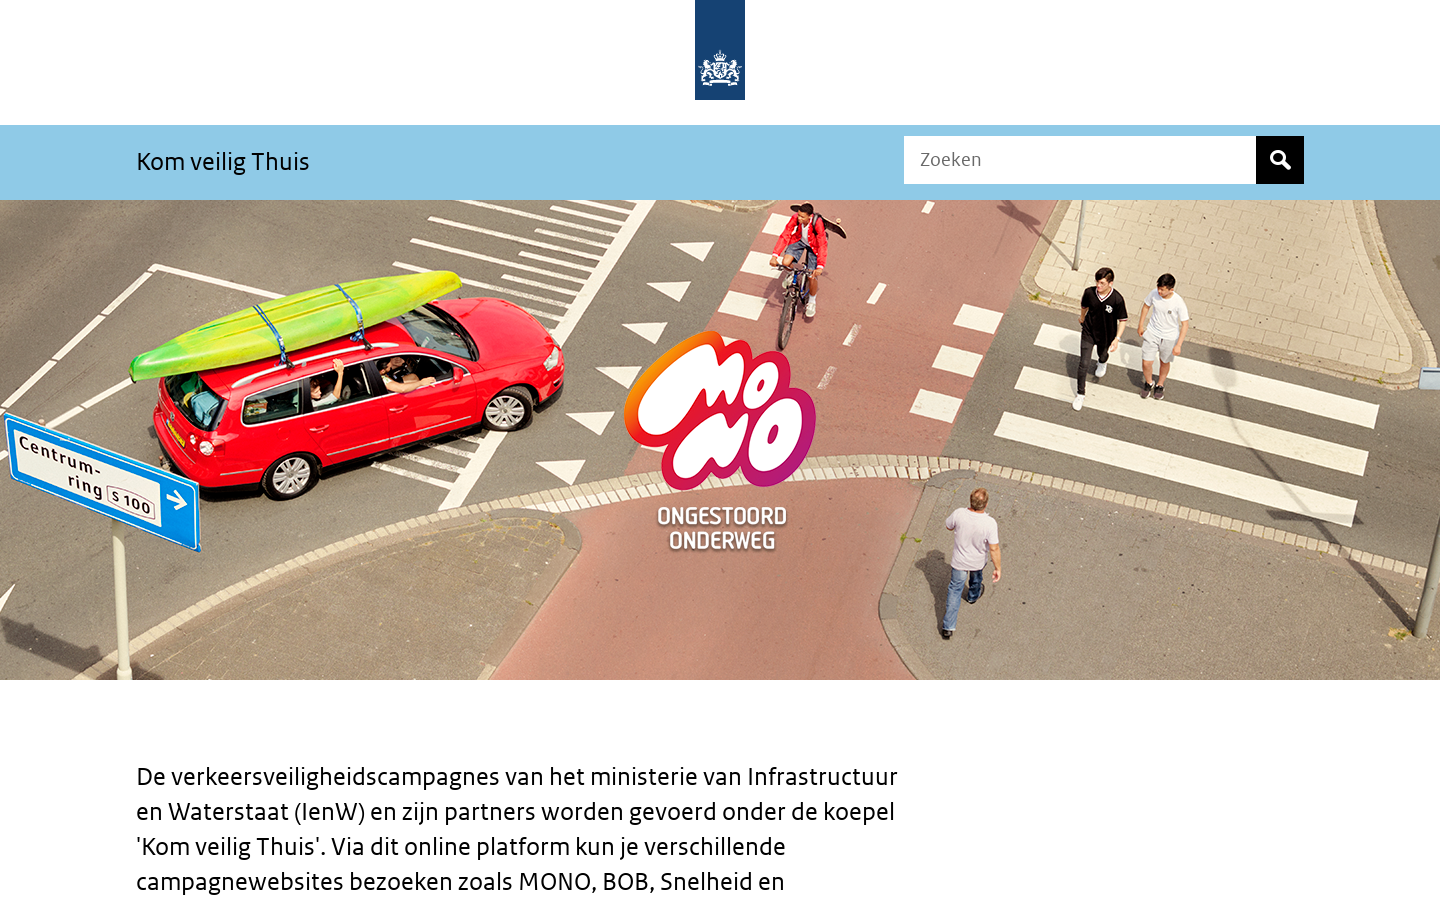 Kom veilig Thuis
Zoeken
MONO
ONGESTOORD
ONDERWEG
Centrum-
ring S 100
De verkeersveiligheidscampagnes van het ministerie van Infrastructuur
en Waterstaat (IenW) en zijn partners worden gevoerd onder de koepel
'Kom veilig Thuis'. Via dit online platform kun je verschillende
campagnewebsites bezoeken zoals MONO, BOB, Snelheid en